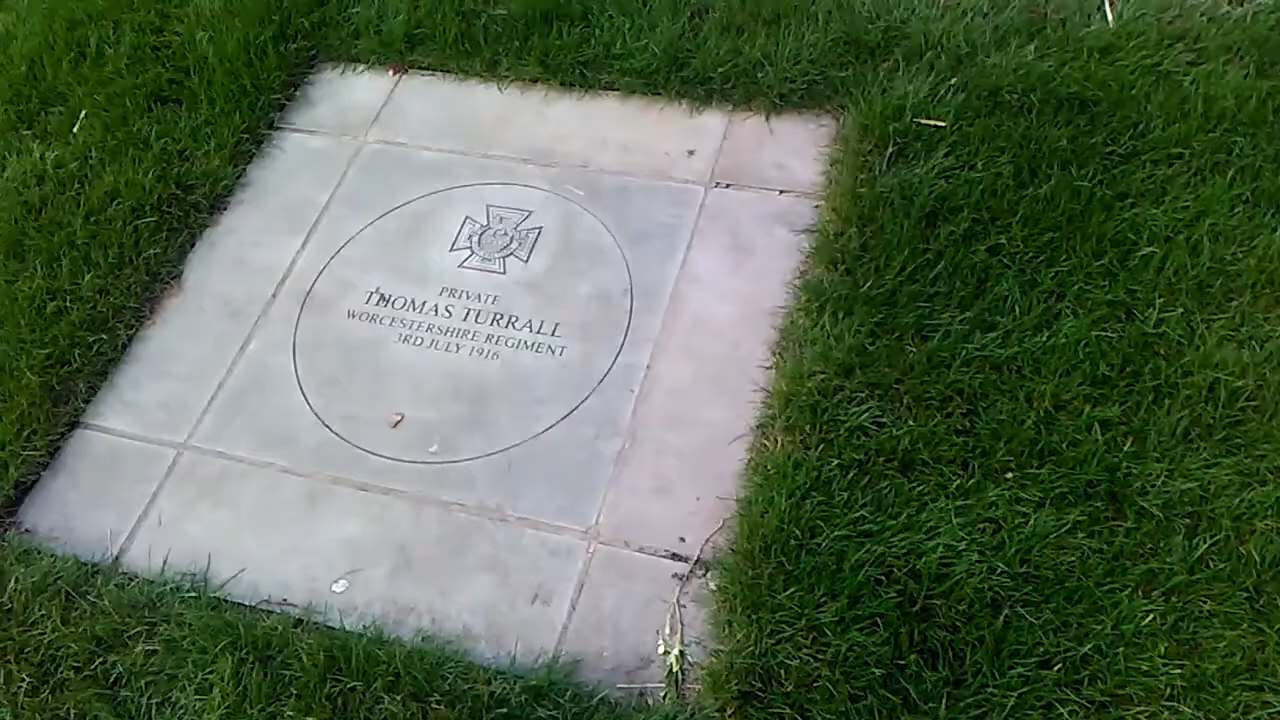 PRIVATE
THOMAS TURRALL
WORCESTERSHIRE REGIMENT
3RD JULY 1916